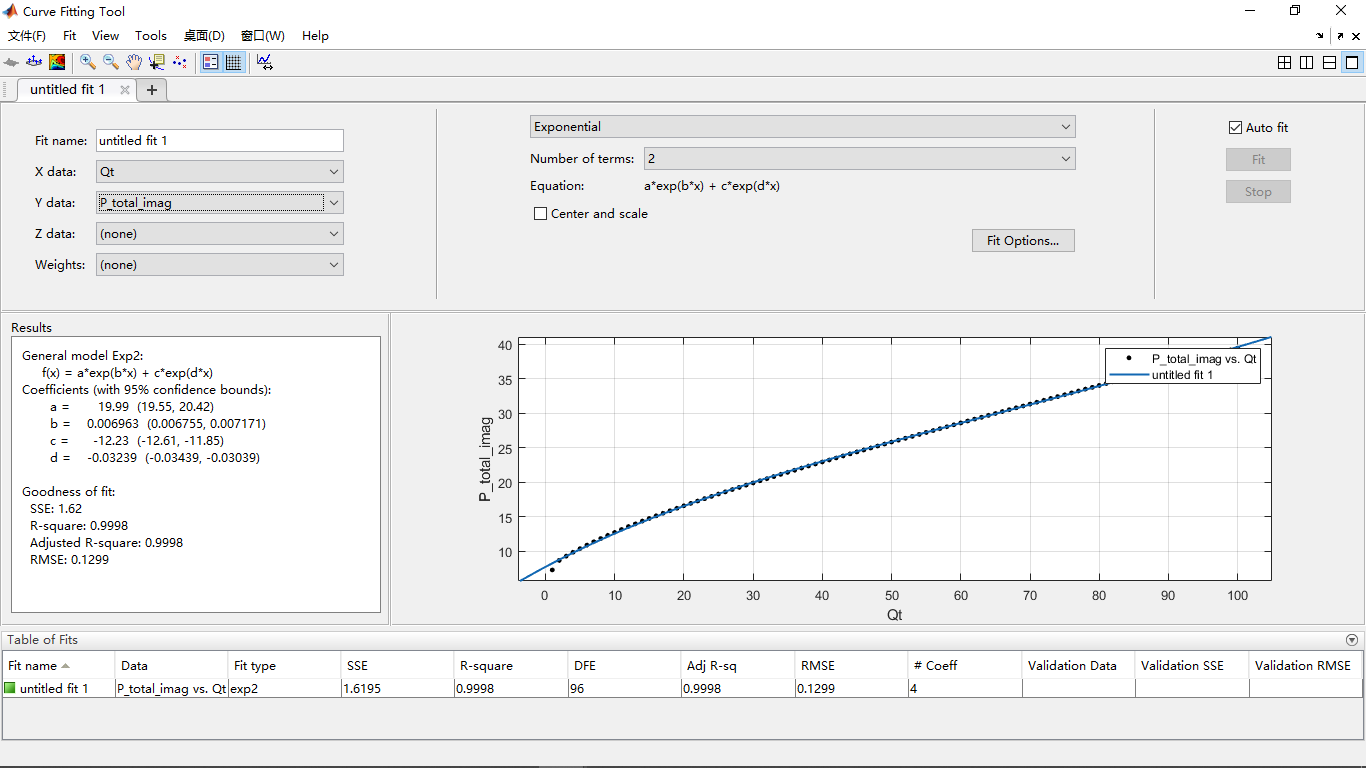 Curve Fitting Tool
文件(F) Fit View Tools 桌面(D) 窗口(W) Help
untitled fit 1
Fit name: untitled fit 1
X data: Qt
Y data: P_total_imag
Z data: (none)
Weights: (none)
Exponential
Number of terms: 2
Equation: a*exp(b*x) + c*exp(d*x)
Center and scale
Fit Options...
Auto fit
Fit
Stop
Results
General model Exp2:
f(x) = a*exp(b*x) + c*exp(d*x)
Coefficients (with 95% confidence bounds):
a = 19.99 (19.55, 20.42)
b = 0.006963 (0.006755, 0.007171)
c = -12.23 (-12.61, -11.85)
d = -0.03239 (-0.03439, -0.03039)
Goodness of fit:
SSE: 1.62
R-square: 0.9998
Adjusted R-square: 0.9998
RMSE: 0.1299
P_total_imag
40
35
30
25
20
15
10
0 10 20 30 40 50 60 70 80 90 100
Qt
P_total_imag vs. Qt
untitled fit 1
Table of Fits
Fit name Data Fit type SSE R-square DFE Adj R-sq RMSE # Coeff Validation Data Validation SSE Validation RMSE
untitled fit 1 P_total_imag vs. Qt exp2 1.6195 0.9998 96 0.9998 0.1299 4